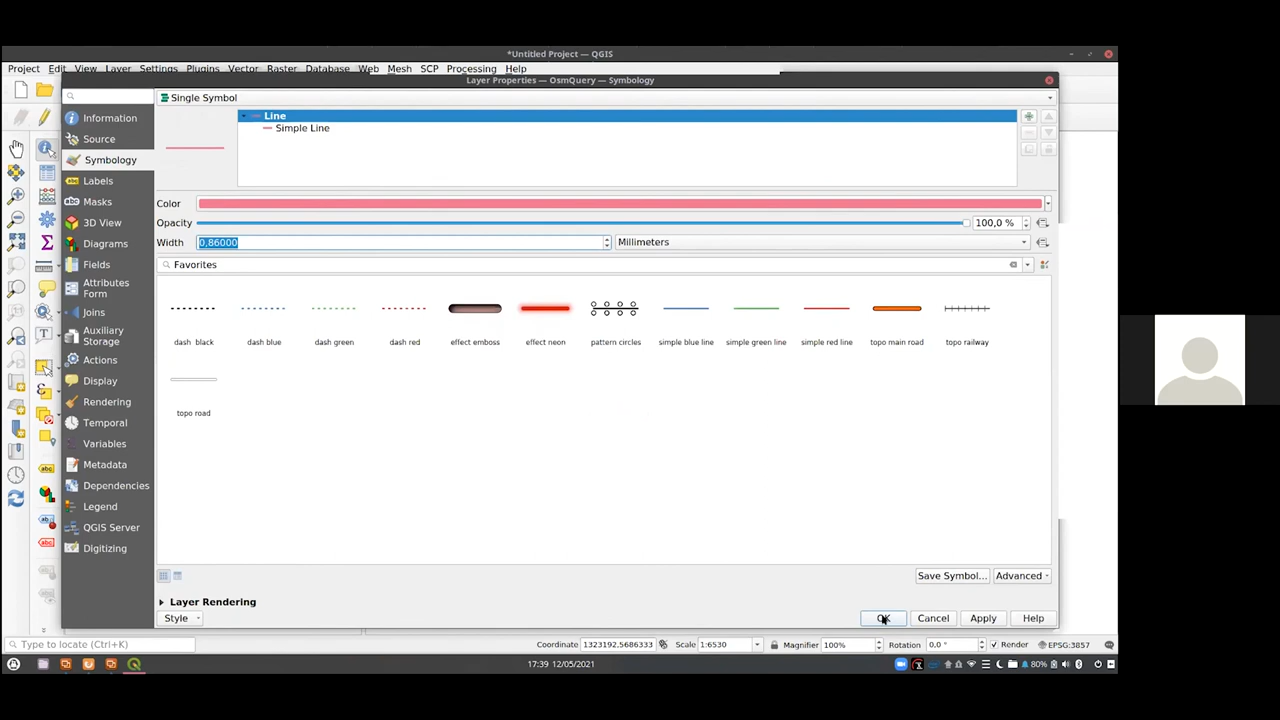 *Untitled Project — QGIS
Project Edit View Layer Settings Plugins Vector Raster Database Web Mesh SCP Processing Help
Layer Properties — OsmQuery — Symbology
Single Symbol
Information
Source
Symbology
Labels
Masks
3D View
Diagrams
Fields
Attributes Form
Joins
Auxiliary Storage
Actions
Display
Rendering
Temporal
Variables
Metadata
Dependencies
Legend
QGIS Server
Digitizing
Line
Simple Line
Color
Opacity 100,0 %
Width 0,86000 Millimeters
Favorites
dash black dash blue dash green dash red effect emboss effect neon pattern circles simple blue line simple green line simple red line topo main road topo railway
topo road
Save Symbol... Advanced
Layer Rendering
Style OK Cancel Apply Help
Type to locate (Ctrl+K) Coordinate 1323192,5686333 Scale 1:6530 Magnifier 100% Rotation 0,0 ° Render EPSG:3857
17:39 12/05/2021 80%